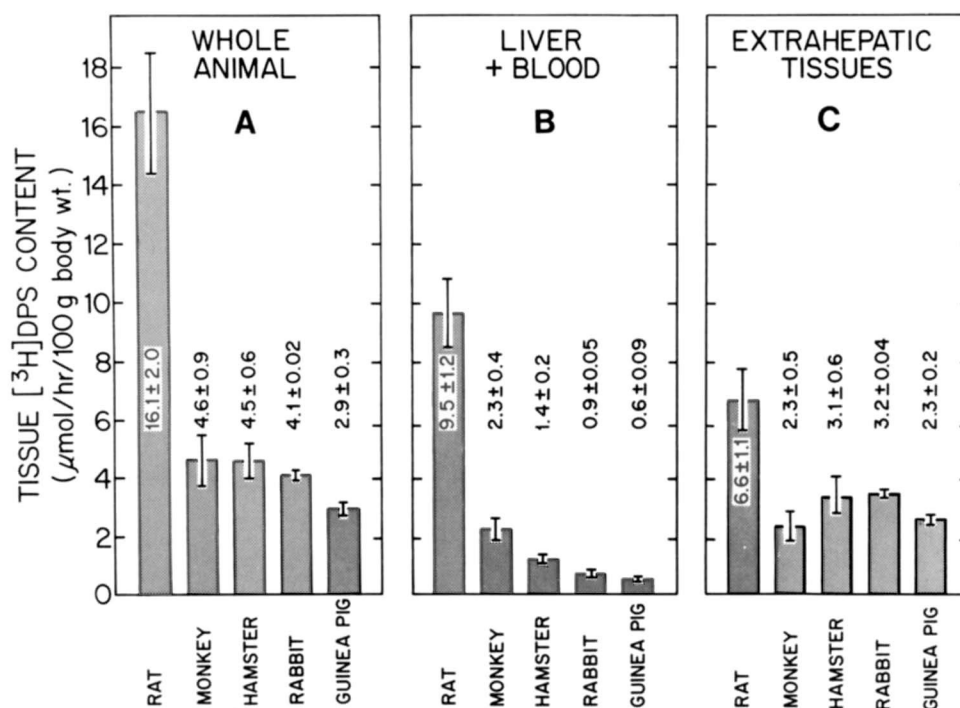 TISSUE [³H]DPS CONTENT
(μmol/hr/100g body wt.)
18
16
14
12
10
8
6
4
2
0
WHOLE
ANIMAL
A
16.1 ± 2.0
4.6 ± 0.9
4.5 ± 0.6
4.1 ± 0.02
2.9 ± 0.3
RAT
MONKEY
HAMSTER
RABBIT
GUINEA PIG
LIVER
+ BLOOD
B
9.5 ± 1.2
2.3 ± 0.4
1.4 ± 0.2
0.9 ± 0.05
0.6 ± 0.09
RAT
MONKEY
HAMSTER
RABBIT
GUINEA PIG
EXTRAHEPATIC
TISSUES
C
6.6 ± 1.1
2.3 ± 0.5
3.1 ± 0.6
3.2 ± 0.04
2.3 ± 0.2
RAT
MONKEY
HAMSTER
RABBIT
GUINEA PIG